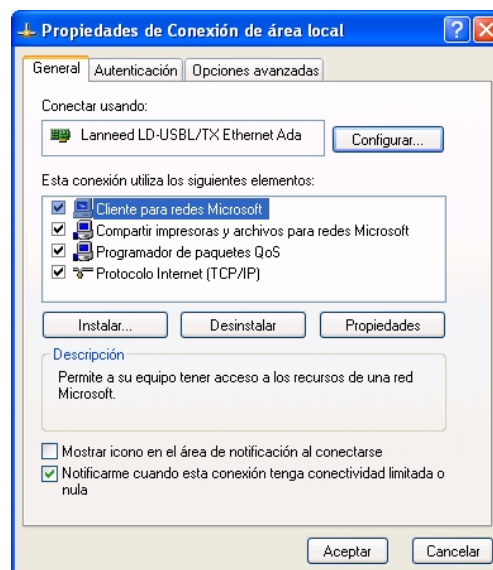 Propiedades de Conexión de área local
General
Autenticación
Opciones avanzadas
Conectar usando:
Lanneed LD-USBL/TX Ethernet Ada
Configurar...
Esta conexión utiliza los siguientes elementos:
Cliente para redes Microsoft
Compartir impresoras y archivos para redes Microsoft
Programador de paquetes QoS
Protocolo Internet (TCP/IP)
Instalar...
Desinstalar
Propiedades
Descripción
Permite a su equipo tener acceso a los recursos de una red
Microsoft.
Mostrar icono en el área de notificación al conectarse
Notificarme cuando esta conexión tenga conectividad limitada o
nula
Aceptar
Cancelar